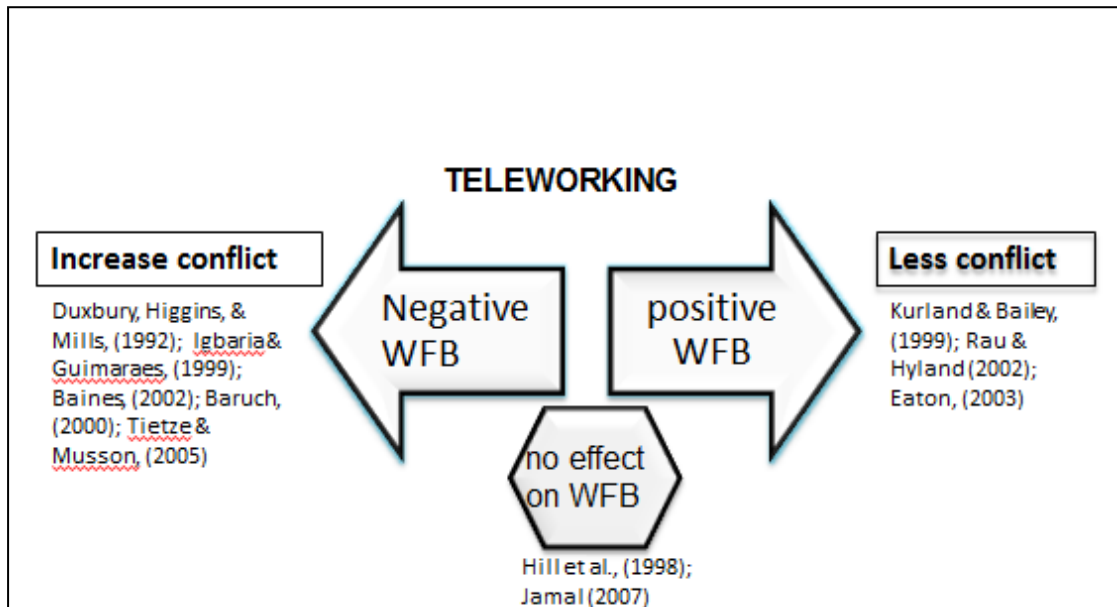 TELEWORKING
Increase conflict
Duxbury, Higgins, &
Mills, (1992); Igbaria &
Guimaraes, (1999);
Baines, (2002); Baruch,
(2000); Tietze &
Musson, (2005)
Negative
WFB
positive
WFB
Less conflict
Kurland & Bailey,
(1999); Rau &
Hyland (2002);
Eaton, (2003)
no effect
on WFB
Hill et al., (1998);
Jamal (2007)